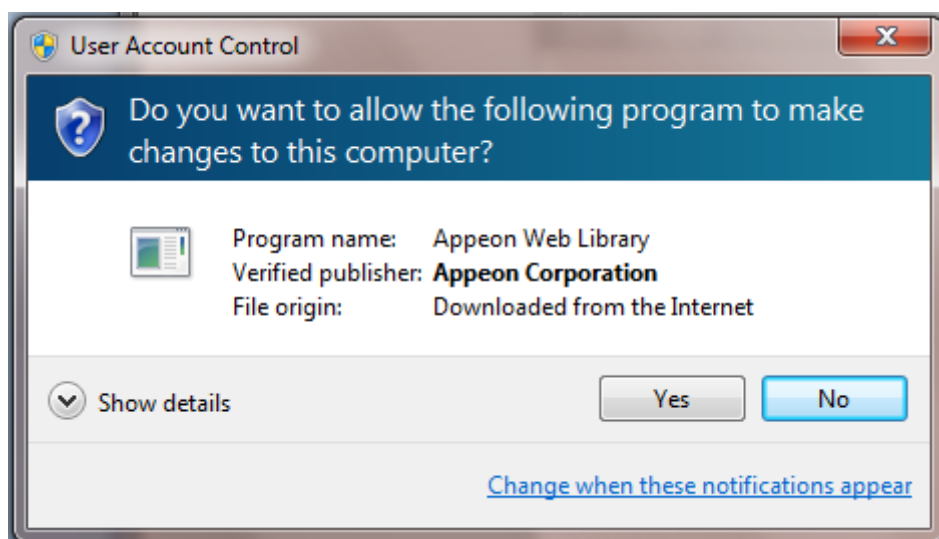 User Account Control
Do you want to allow the following program to make
changes to this computer?
Program name: Appeon Web Library
Verified publisher: Appeon Corporation
File origin: Downloaded from the Internet
Show details
Yes
No
Change when these notifications appear